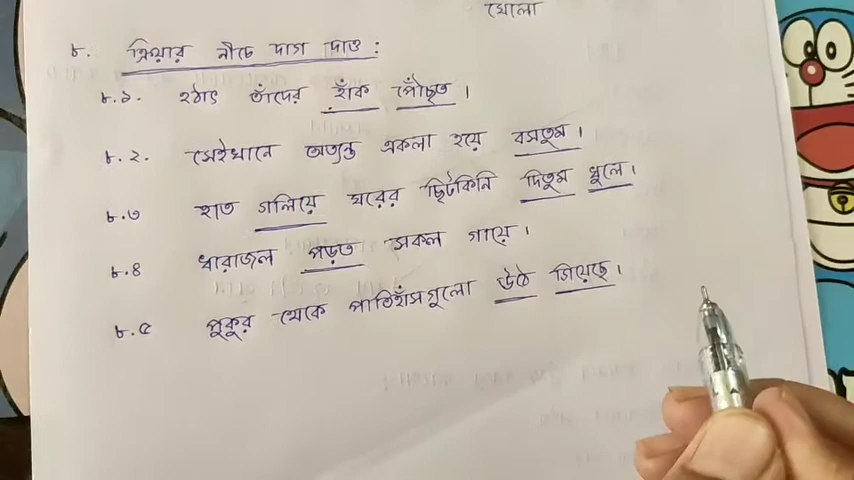 খেলো
৮. ক্রিয়ার নীচে দাগ দাও :
৮.১. হঠাৎ তাঁদের হাঁক পৌঁছত ।
৮.২. সেইখানে অত্যন্ত একলা হয়ে বসতুম ।
৮.৩ হাত গলিয়ে ঘরের ছিটকিনি দিতুম খুলে ।
৮.৪ ধারাজল পড়ত সকল গায়ে ।
৮.৫ পুকুর থেকে পাতিহাঁসগুলো উঠে গিয়েছে ।